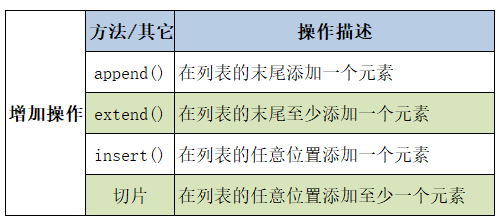 方法/其它 操作描述
增加操作
append() 在列表的末尾添加一个元素
extend() 在列表的末尾至少添加一个元素
insert() 在列表的任意位置添加一个元素
切片 在列表的任意位置添加至少一个元素